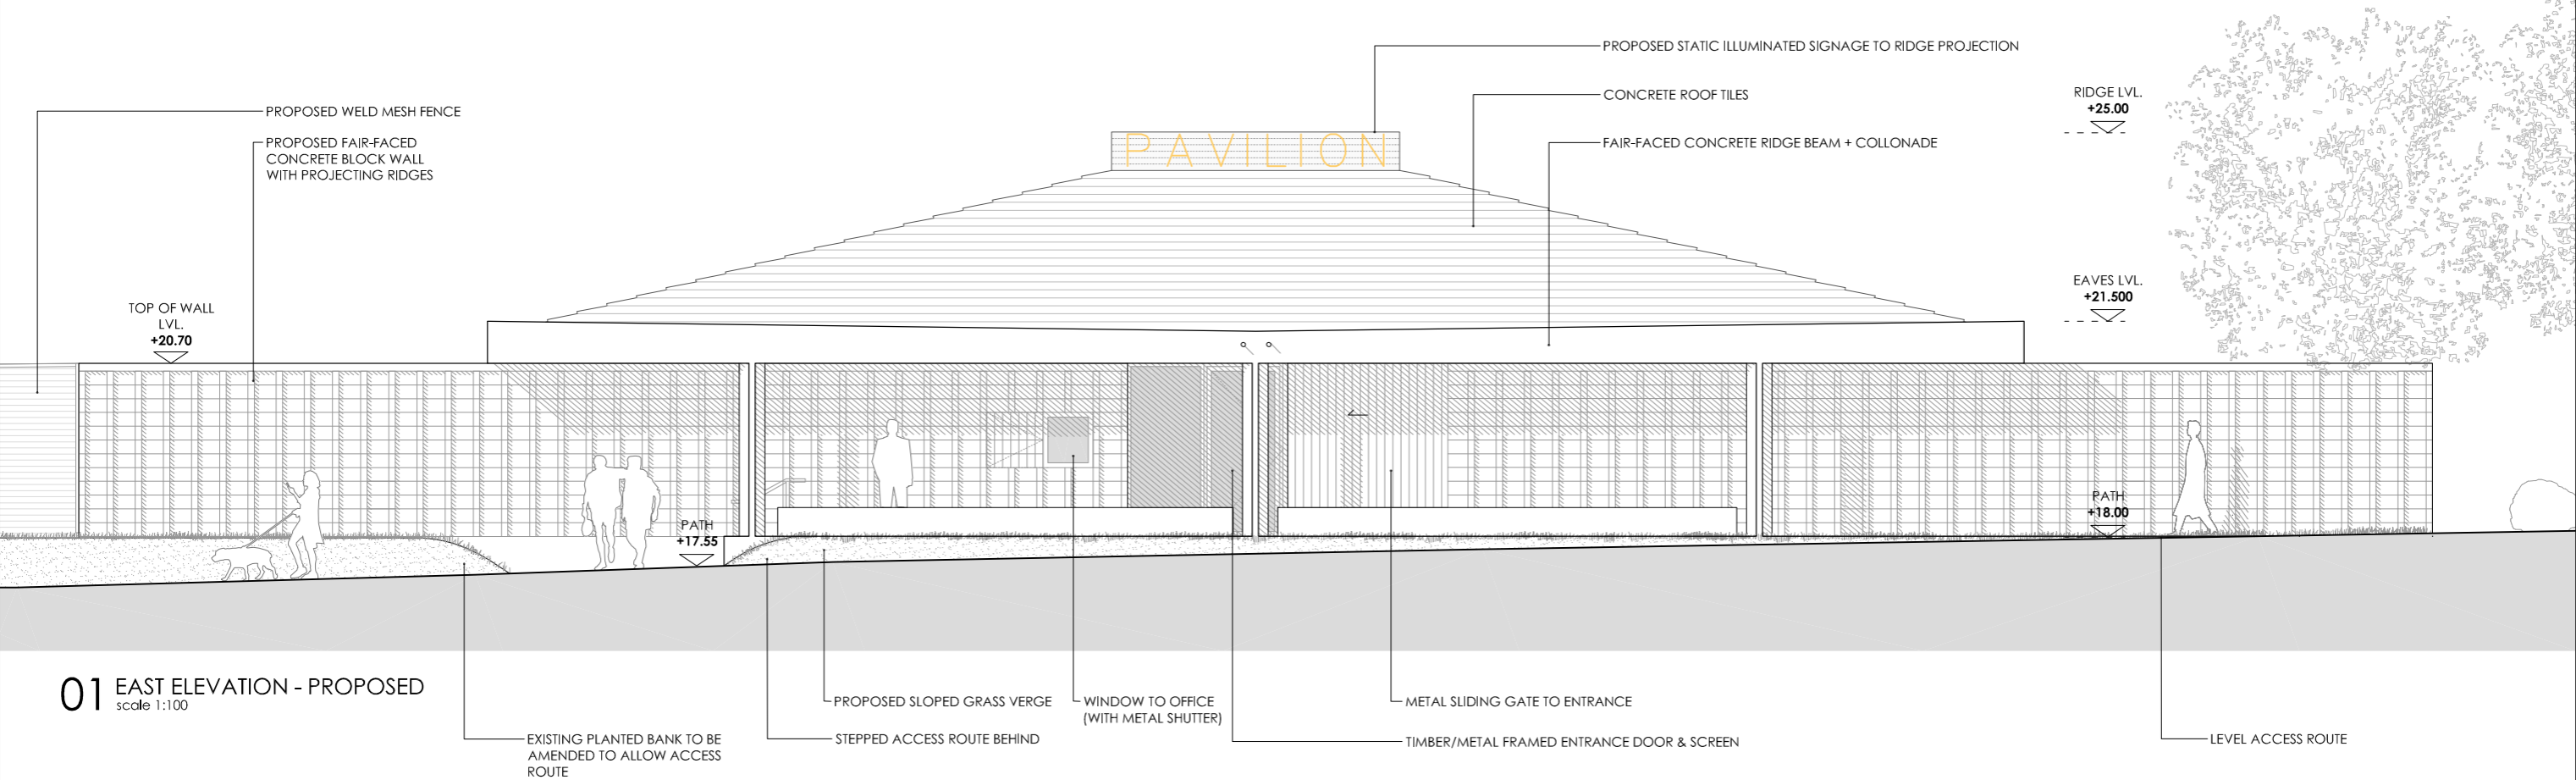 PROPOSED STATIC ILLUMINATED SIGNAGE TO RIDGE PROJECTION
RIDGE LVL.
+25.00
CONCRETE ROOF TILES
PROPOSED WELD MESH FENCE
PROPOSED FAIR-FACED
CONCRETE BLOCK WALL
WITH PROJECTING RIDGES
PAVILION
FAIR-FACED CONCRETE RIDGE BEAM + COLLONADE
EAVES LVL.
+21.500
TOP OF WALL
LVL.
+20.70
PATH
+18.00
PATH
+17.55
01 EAST ELEVATION - PROPOSED
scale 1:100
PROPOSED SLOPED GRASS VERGE
WINDOW TO OFFICE
(WITH METAL SHUTTER)
METAL SLIDING GATE TO ENTRANCE
EXISTING PLANTED BANK TO BE
AMENDED TO ALLOW ACCESS
ROUTE
STEPPED ACCESS ROUTE BEHIND
TIMBER/METAL FRAMED ENTRANCE DOOR & SCREEN
LEVEL ACCESS ROUTE